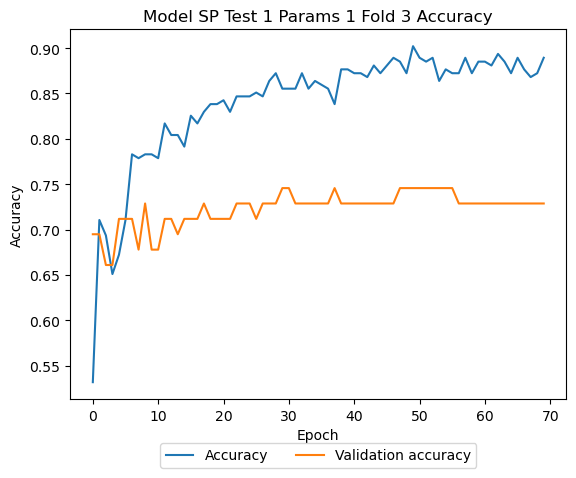 Model SP Test 1 Params 1 Fold 3 Accuracy
0.90
0.85
0.80
0.75
0.70
0.65
0.60
0.55
Accuracy
0 10 20 30 40 50 60 70
Epoch
Accuracy Validation accuracy